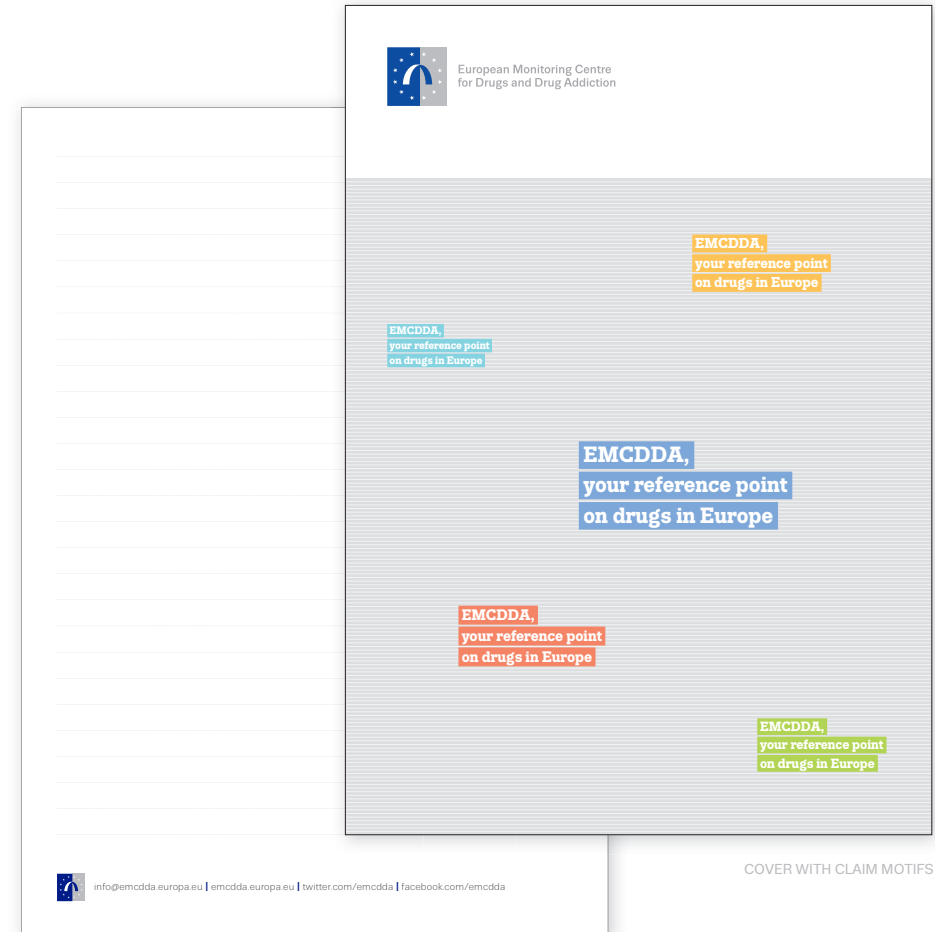 European Monitoring Centre
for Drugs and Drug Addiction
EMCDDA,
your reference point
on drugs in Europe
EMCDDA,
your reference point
on drugs in Europe
EMCDDA,
your reference point
on drugs in Europe
EMCDDA,
your reference point
on drugs in Europe
EMCDDA,
your reference point
on drugs in Europe
COVER WITH CLAIM MOTIFS
info@emcdda.europa.eu | emcdda.europa.eu | twitter.com/emcdda | facebook.com/emcdda